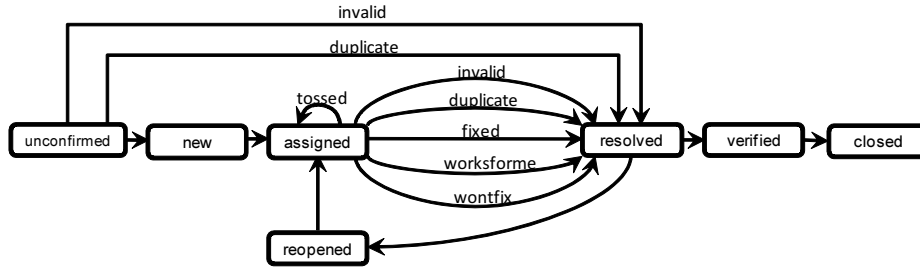 invalid
duplicate
invalid
tossed
duplicate
unconfirmed
new
assigned
fixed
resolved
verified
closed
worksforme
wontfix
reopened